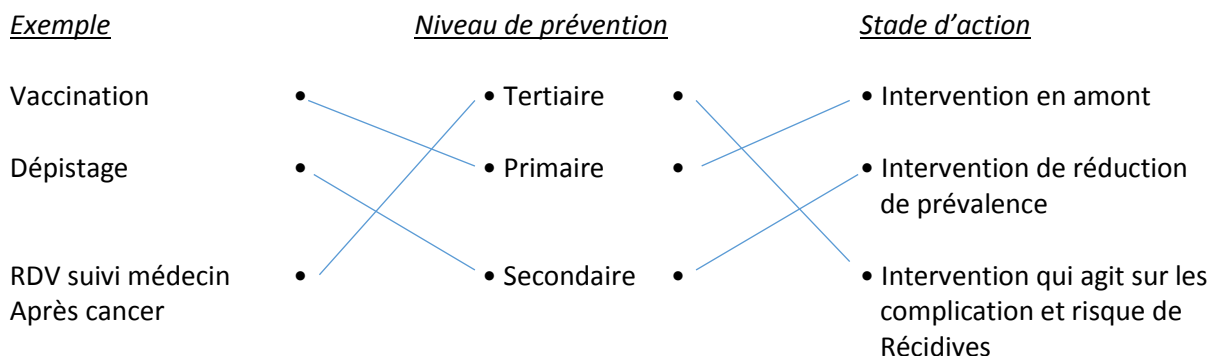 Exemple Niveau de prévention Stade d’action
Vaccination • • Tertiaire • • Intervention en amont
Dépistage • • Primaire • • Intervention de réduction
de prévalence
RDV suivi médecin • • Secondaire • • Intervention qui agit sur les
Après cancer complication et risque de
Récidives